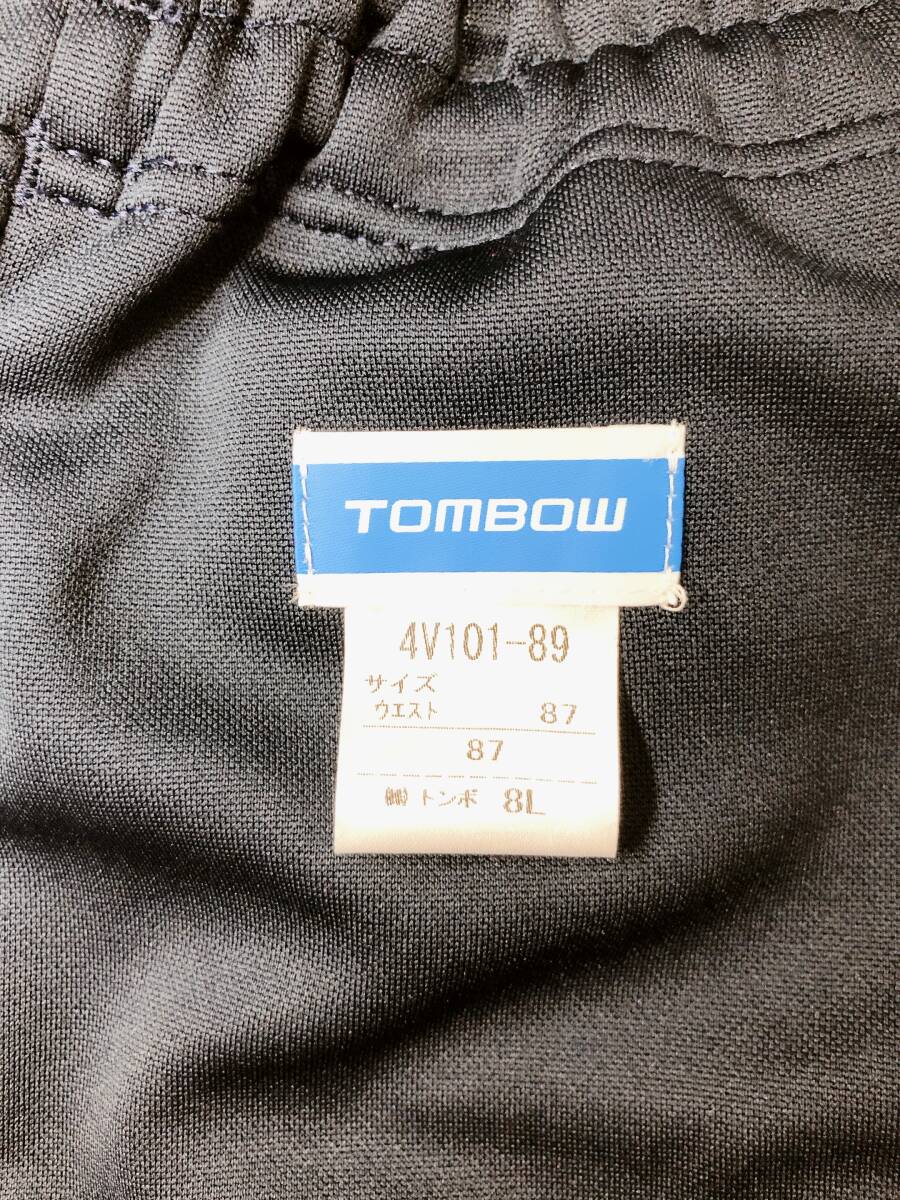 TOMBOW
4V101-89
サイズ
ウエスト 87
87
㈱トンボ 8L